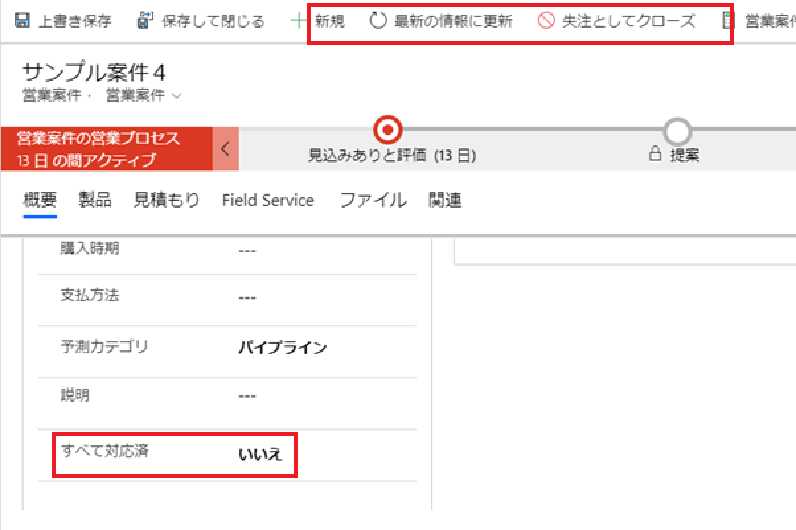 上書き保存 保存して閉じる 新規 最新の情報に更新 失注としてクローズ 営業案件
サンプル案件４
営業案件・ 営業案件
営業案件の営業プロセス
13 日 の間アクティブ
見込みありと評価 (13 日) 提案
概要 製品 見積もり Field Service ファイル 関連
購入時期 ---
支払方法 ---
予測カテゴリ パイプライン
説明 ---
すべて対応済 いいえ